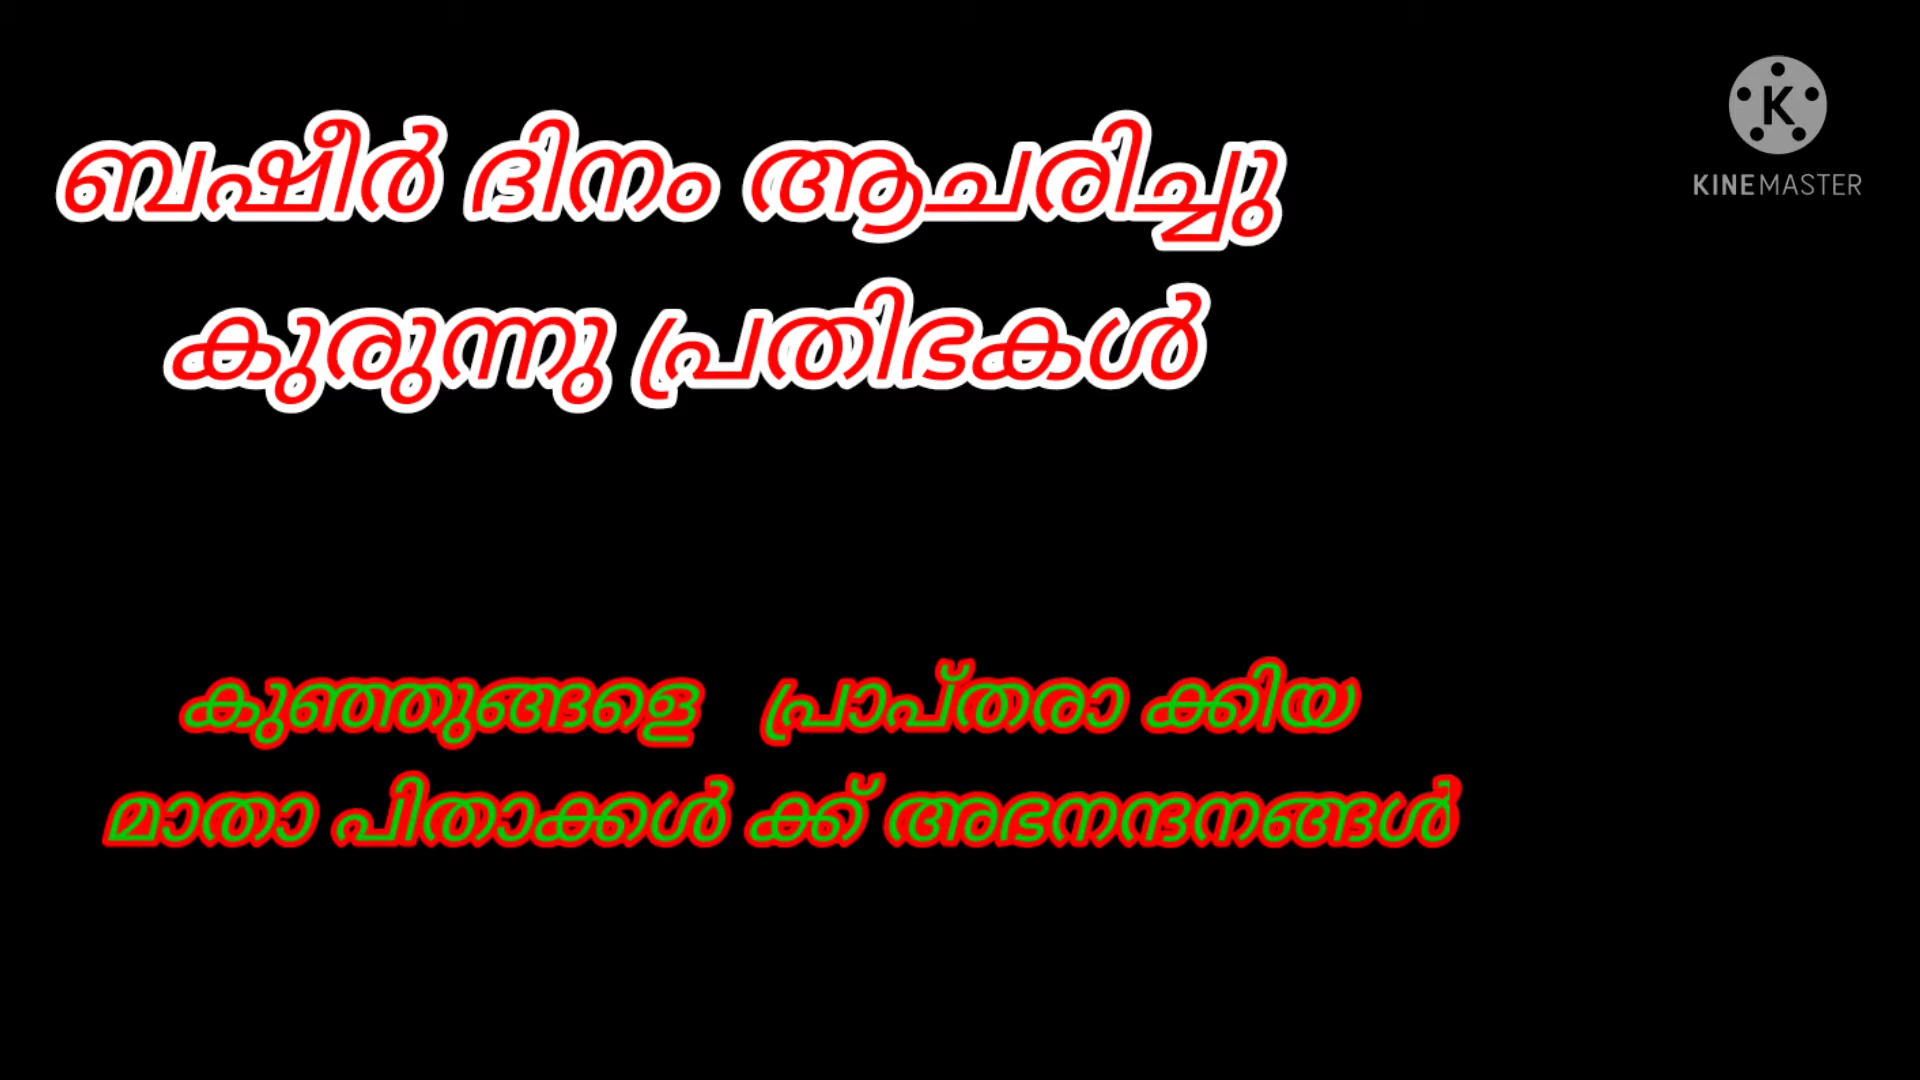 ബഷീർ ദിനം ആചരിച്ചു
കുരുന്നു പ്രതിഭകൾ
കുഞ്ഞുങ്ങളെ പ്രാപ്തരാ ക്കിയ
മാതാ പിതാക്കൾ ക്ക് അഭനന്ദനങ്ങൾ
KINEMASTER